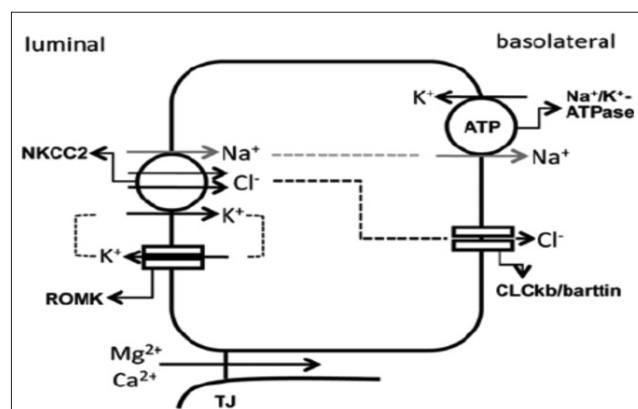 luminal
basolateral
K⁺
Na⁺/K⁺-
ATPase
ATP
NKCC2
Na⁺
Na⁺
Cl⁻
K⁺
Cl⁻
K⁺
CLCkb/barttin
ROMK
Mg²⁺
Ca²⁺
TJ